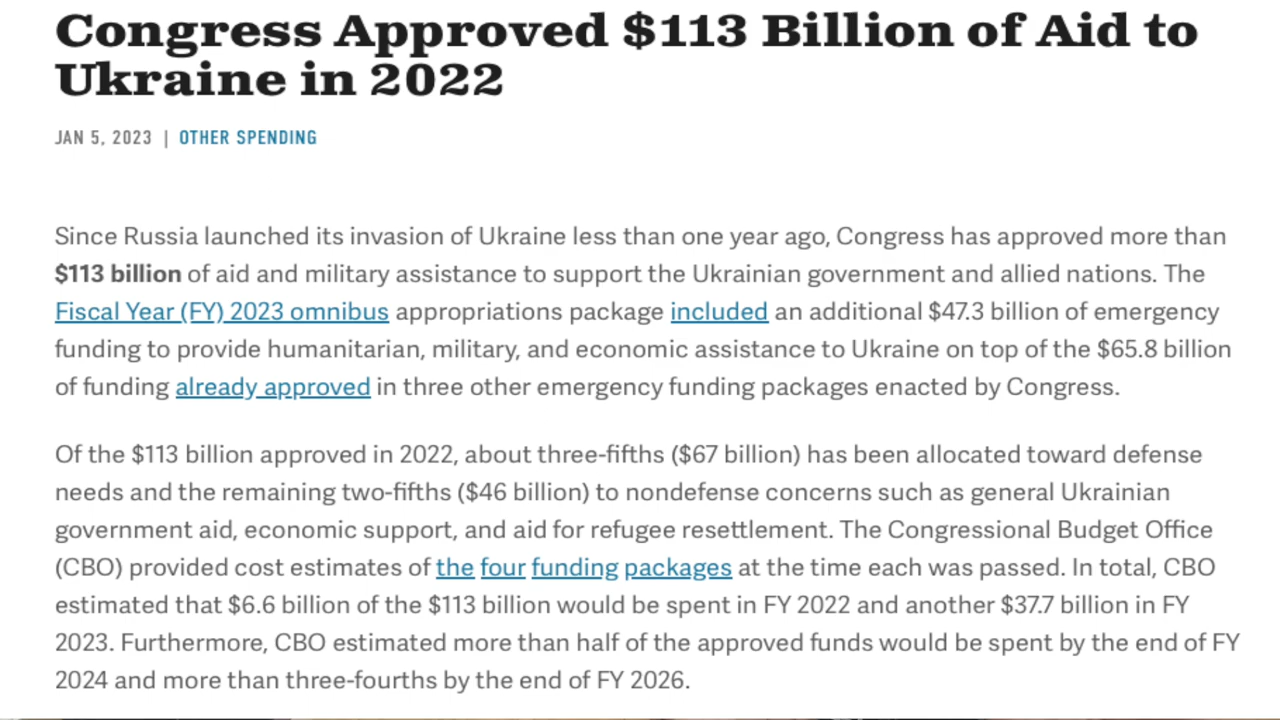 Congress Approved $113 Billion of Aid to
Ukraine in 2022
JAN 5, 2023 | OTHER SPENDING
Since Russia launched its invasion of Ukraine less than one year ago, Congress has approved more than
$113 billion of aid and military assistance to support the Ukrainian government and allied nations. The
Fiscal Year (FY) 2023 omnibus appropriations package included an additional $47.3 billion of emergency
funding to provide humanitarian, military, and economic assistance to Ukraine on top of the $65.8 billion
of funding already approved in three other emergency funding packages enacted by Congress.
Of the $113 billion approved in 2022, about three-fifths ($67 billion) has been allocated toward defense
needs and the remaining two-fifths ($46 billion) to nondefense concerns such as general Ukrainian
government aid, economic support, and aid for refugee resettlement. The Congressional Budget Office
(CBO) provided cost estimates of the four funding packages at the time each was passed. In total, CBO
estimated that $6.6 billion of the $113 billion would be spent in FY 2022 and another $37.7 billion in FY
2023. Furthermore, CBO estimated more than half of the approved funds would be spent by the end of FY
2024 and more than three-fourths by the end of FY 2026.